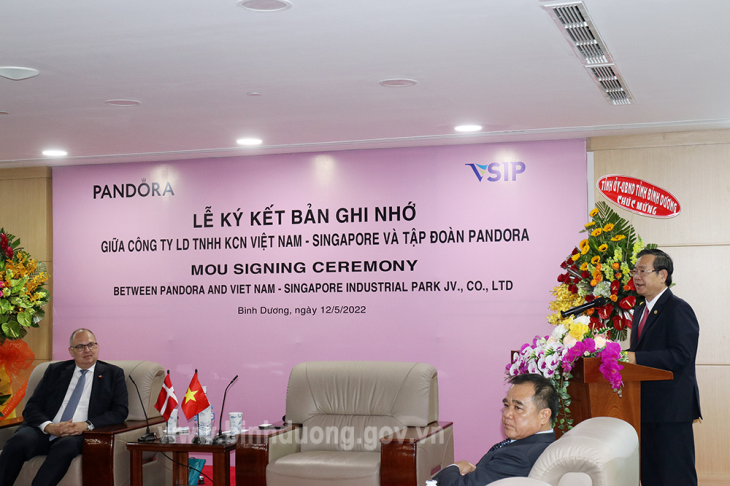 PANDORA
VSIP
LỄ KÝ KẾT BẢN GHI NHỚ
GIỮA CÔNG TY LD TNHH KCN VIỆT NAM - SINGAPORE VÀ TẬP ĐOÀN PANDORA
MOU SIGNING CEREMONY
BETWEEN PANDORA AND VIET NAM - SINGAPORE INDUSTRIAL PARK JV., CO., LTD
Bình Dương, ngày 12/5/2022
TỈNH ỦY-UBND TỈNH BÌNH DƯƠNG
CHÚC MỪNG
www.binhduong.gov.vn